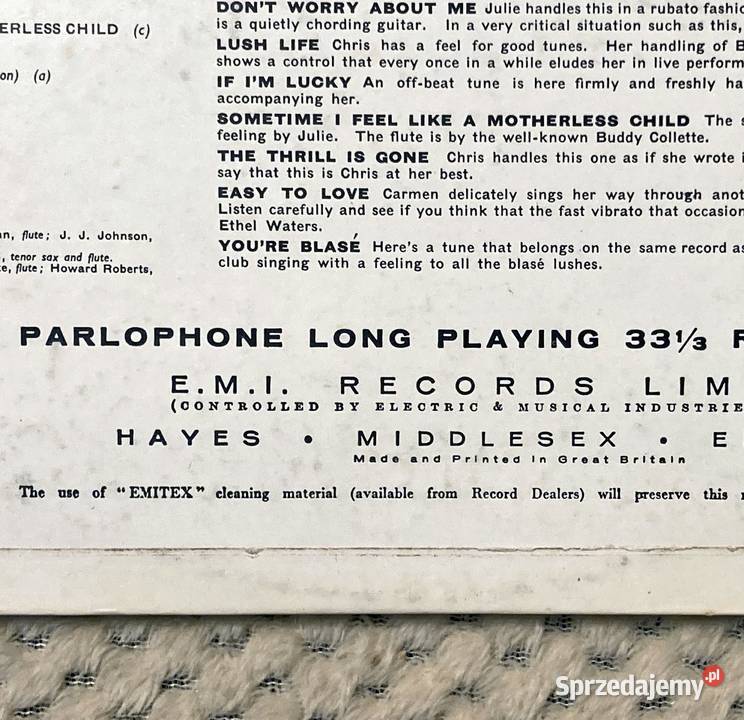 ERLESS CHILD (c)
on) (a)
an, flute; J. J. Johnson,
, tenor sax and flute.
te, flute; Howard Roberts,
DON'T WORRY ABOUT ME Julie handles this in a rubato fashio
is a quietly chording guitar. In a very critical situation such as this,
LUSH LIFE Chris has a feel for good tunes. Her handling of B
shows a control that every once in a while eludes her in live perform
IF I'M LUCKY An off-beat tune is here firmly and freshly ha
accompanying her.
SOMETIME I FEEL LIKE A MOTHERLESS CHILD The s
feeling by Julie. The flute is by the well-known Buddy Collette.
THE THRILL IS GONE Chris handles this one as if she wrote i
say that this is Chris at her best.
EASY TO LOVE Carmen delicately sings her way through anot
Listen carefully and see if you think that the fast vibrato that occasion
Ethel Waters.
YOU'RE BLASÉ Here's a tune that belongs on the same record as
club singing with a feeling to all the blasé lushes.
PARLOPHONE LONG PLAYING 33⅓ R
E.M.I. RECORDS LIM
(CONTROLLED BY ELECTRIC & MUSICAL INDUSTRIE
HAYES • MIDDLESEX • E
Made and Printed in Great Britain
The use of "EMITEX" cleaning material (available from Record Dealers) will preserve this r
Sprzedajemy.pl